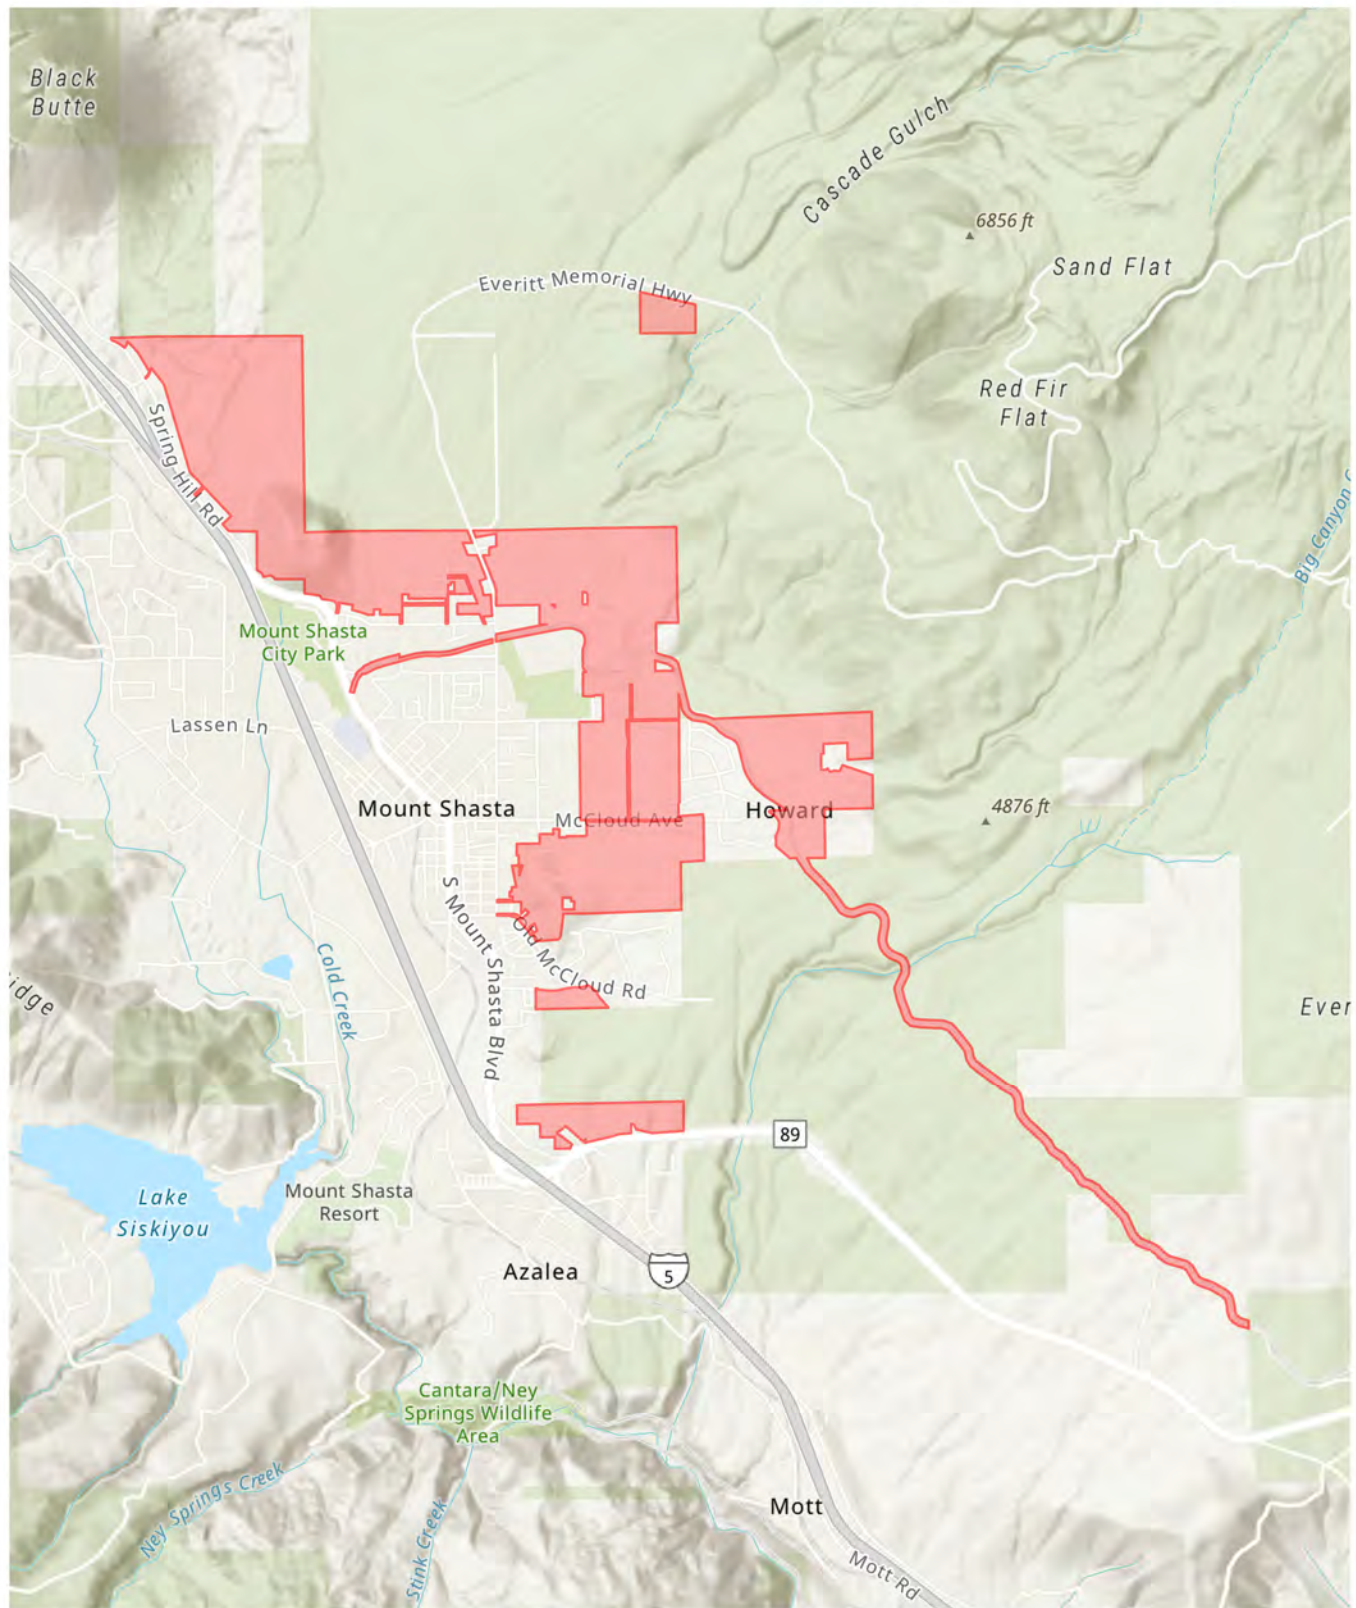 Black
Butte
Cascade Gulch
6856 ft
Sand Flat
Everitt Memorial Hwy
Red Fir
Flat
Spring Hill Rd
Big Canyon C
Mount Shasta
City Park
Lassen Ln
Mount Shasta
McCloud Ave
Howard
4876 ft
S Mount Shasta Blvd
Old McCloud Rd
Cold Creek
idge
Ever
89
Lake
Siskiyou
Mount Shasta
Resort
Azalea
5
Cantara/Ney
Springs Wildlife
Area
Ney Springs Creek
Stink Creek
Mott
Mott Rd